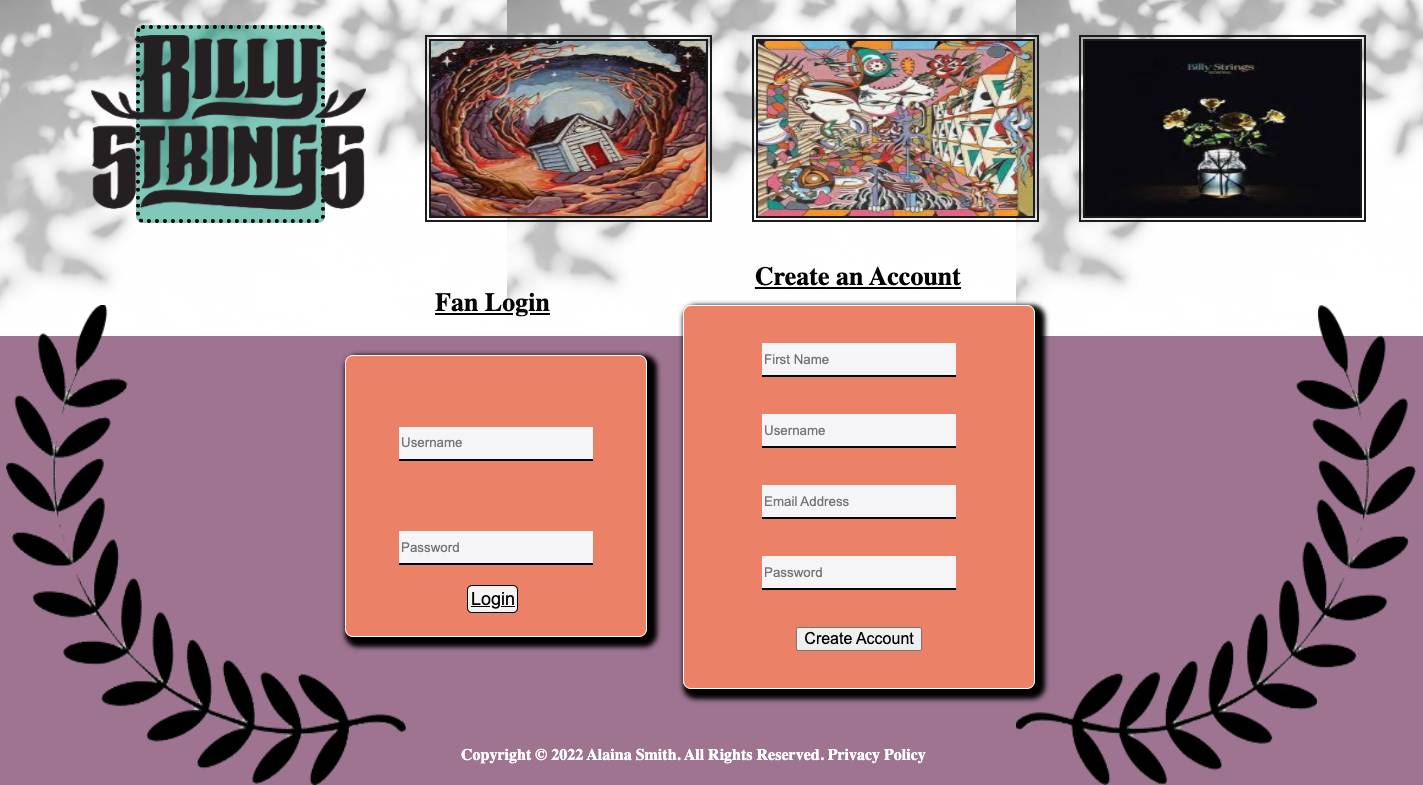 BILLY
STRINGS
Billy Strings
Create an Account
Fan Login
First Name
Username
Username
Email Address
Password
Password
Login
Create Account
Copyright © 2022 Alaina Smith. All Rights Reserved. Privacy Policy